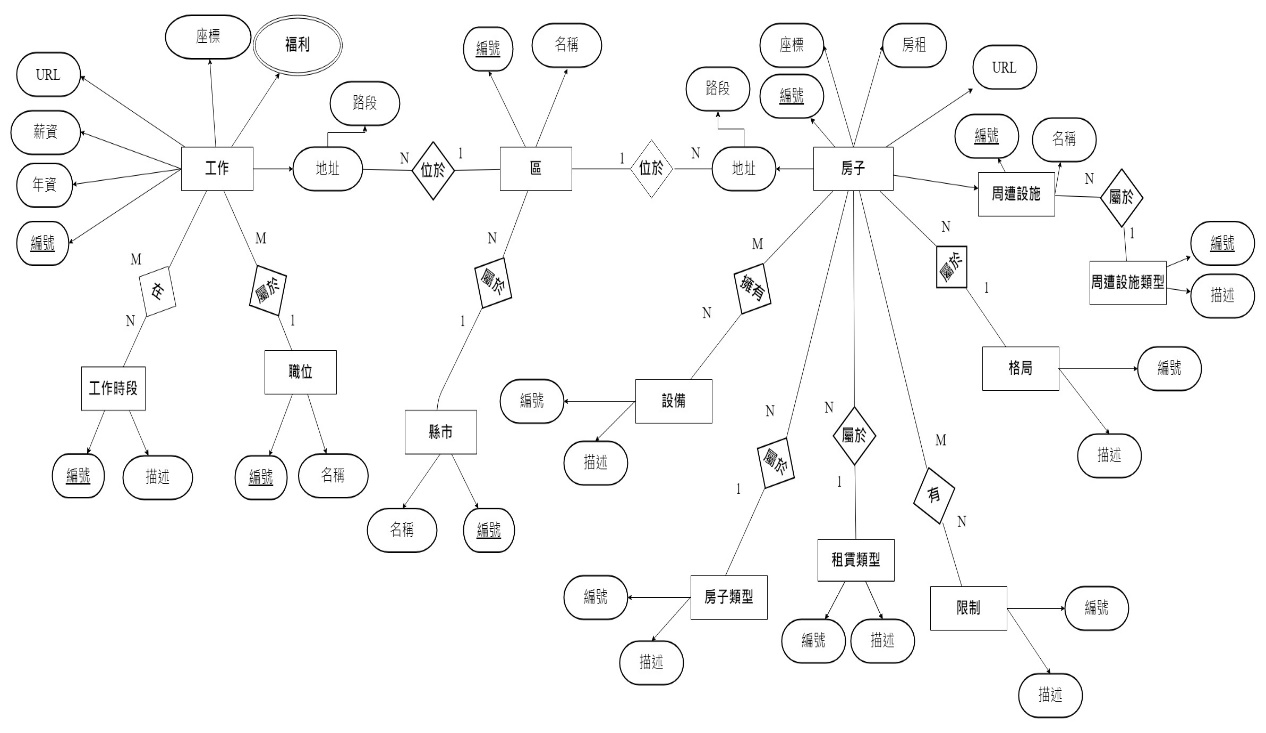 座標
福利
編號
名稱
座標
房租
URL
URL
路段
路段
編號
薪資
編號
名稱
工作
地址
N
位於
1
區
1
位於
N
地址
房子
年資
周遭設施
N
屬於
編號
1
編號
M
M
N
M
N
在
屬於
屬於
擁有
屬於
1
周遭設施類型
描述
N
1
1
N
工作時段
職位
設備
格局
編號
編號
描述
縣市
N
N
M
屬於
描述
編號
描述
編號
名稱
屬於
1
1
有
N
名稱
編號
租賃類型
編號
房子類型
限制
編號
描述
編號
描述
描述